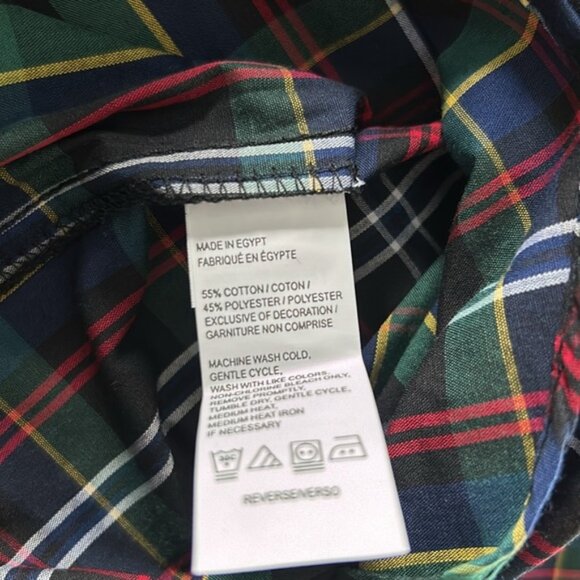 MADE IN EGYPT
FABRIQUÉ EN ÉGYPTE
55% COTTON / COTON /
45% POLYESTER / POLYESTER
EXCLUSIVE OF DECORATION /
GARNITURE NON COMPRISE
MACHINE WASH COLD,
GENTLE CYCLE,
WASH WITH LIKE COLORS,
NON-CHLORINE BLEACH ONLY,
REMOVE PROMPTLY,
TUMBLE DRY, GENTLE CYCLE,
MEDIUM HEAT,
MEDIUM HEAT IRON
IF NECESSARY
30C
REVERSE/VERSO